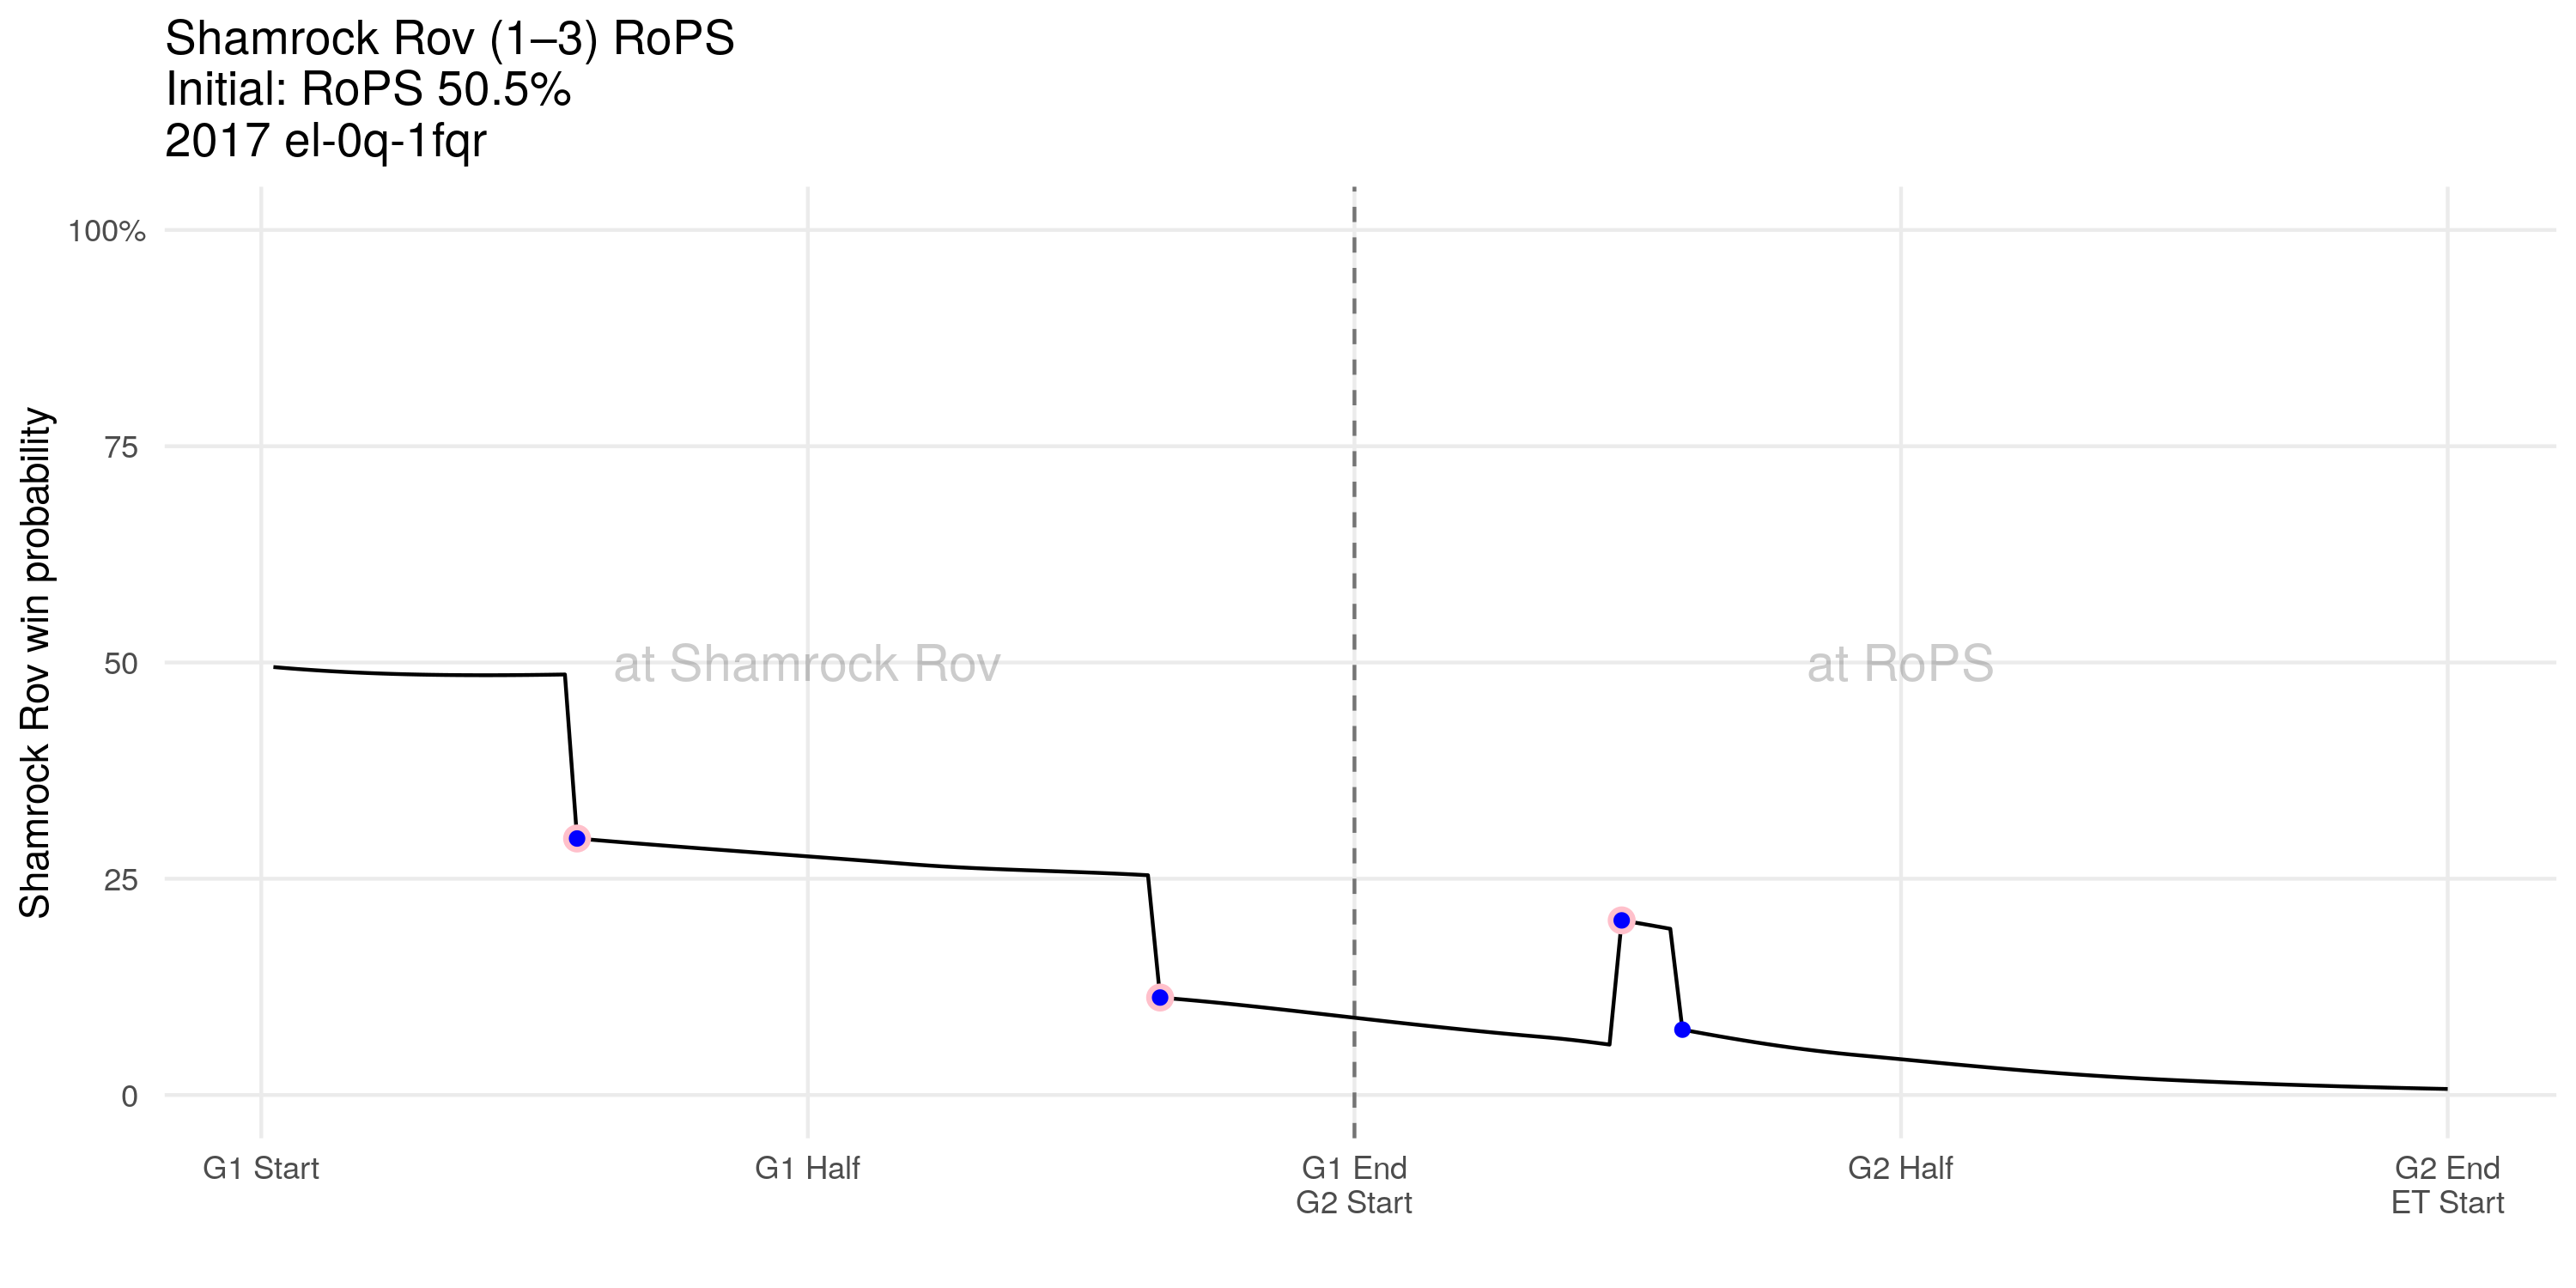 Shamrock Rov (1–3) RoPS
Initial: RoPS 50.5%
2017 el-0q-1fqr
Shamrock Rov win probability
100%
75
50
25
0
at Shamrock Rov
at RoPS
G1 Start
G1 Half
G1 End
G2 Start
G2 Half
G2 End
ET Start